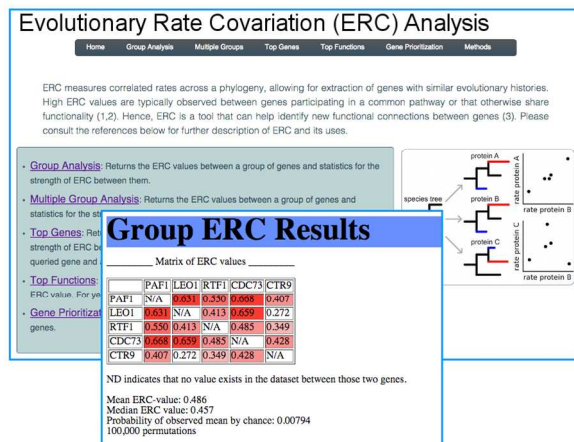 Evolutionary Rate Covariation (ERC) Analysis
Home Group Analysis Multiple Groups Top Genes Top Functions Gene Prioritization Methods
ERC measures correlated rates across a phylogeny, allowing for extraction of genes with similar evolutionary histories.
High ERC values are typically observed between genes participating in a common pathway or that otherwise share
functionality (1,2). Hence, ERC is a tool that can help identify new functional connections between genes (3). Please
consult the references below for further description of ERC and its uses.
Group Analysis: Returns the ERC values between a group of genes and statistics for the
strength of ERC between them.
Multiple Group Analysis: Returns the ERC values between a group of genes and
statistics for the
Top Genes:
strength of ERC
queried gene and
Top Functions:
ERC value. For
Gene
genes.
protein A
species tree
protein B
protein C
rate protein A
rate protein B
rate protein C
rate protein B
Group ERC Results
Matrix of ERC values
PAF1 LEO1 RTF1 CDC73 CTR9
PAF1 N/A 0.631 0.550 0.668 0.407
LEO1 0.631 N/A 0.413 0.659 0.272
RTF1 0.550 0.413 N/A 0.485 0.349
CDC73 0.668 0.659 0.485 N/A 0.428
CTR9 0.407 0.272 0.349 0.428 N/A
ND indicates that no value exists in the dataset between those two genes.
Mean ERC-value: 0.486
Median ERC value: 0.457
Probability of observed mean by chance: 0.00794
100,000 permutations